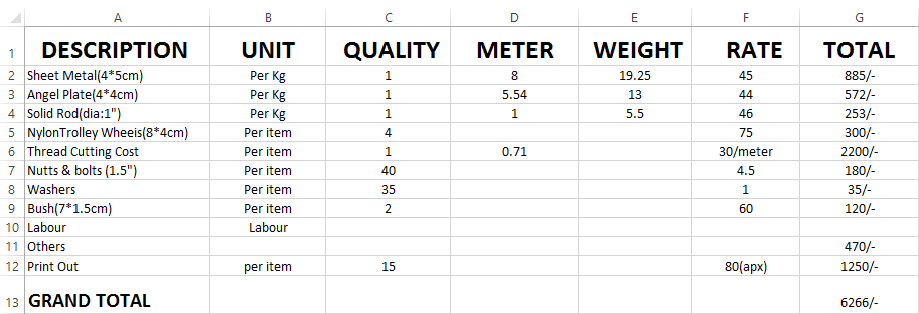 A B C D E F G
1 DESCRIPTION UNIT QUALITY METER WEIGHT RATE TOTAL
2 Sheet Metal(4*5cm) Per Kg 1 8 19.25 45 885/-
3 Angel Plate(4*4cm) Per Kg 1 5.54 13 44 572/-
4 Solid Rod(dia:1") Per Kg 1 1 5.5 46 253/-
5 NylonTrolley Wheeis(8*4cm) Per item 4 75 300/-
6 Thread Cutting Cost Per item 1 0.71 30/meter 2200/-
7 Nutts & bolts (1.5") Per item 40 4.5 180/-
8 Washers Per item 35 1 35/-
9 Bush(7*1.5cm) Per item 2 60 120/-
10 Labour Labour
11 Others 470/-
12 Print Out per item 15 80(apx) 1250/-
13 GRAND TOTAL 6266/-